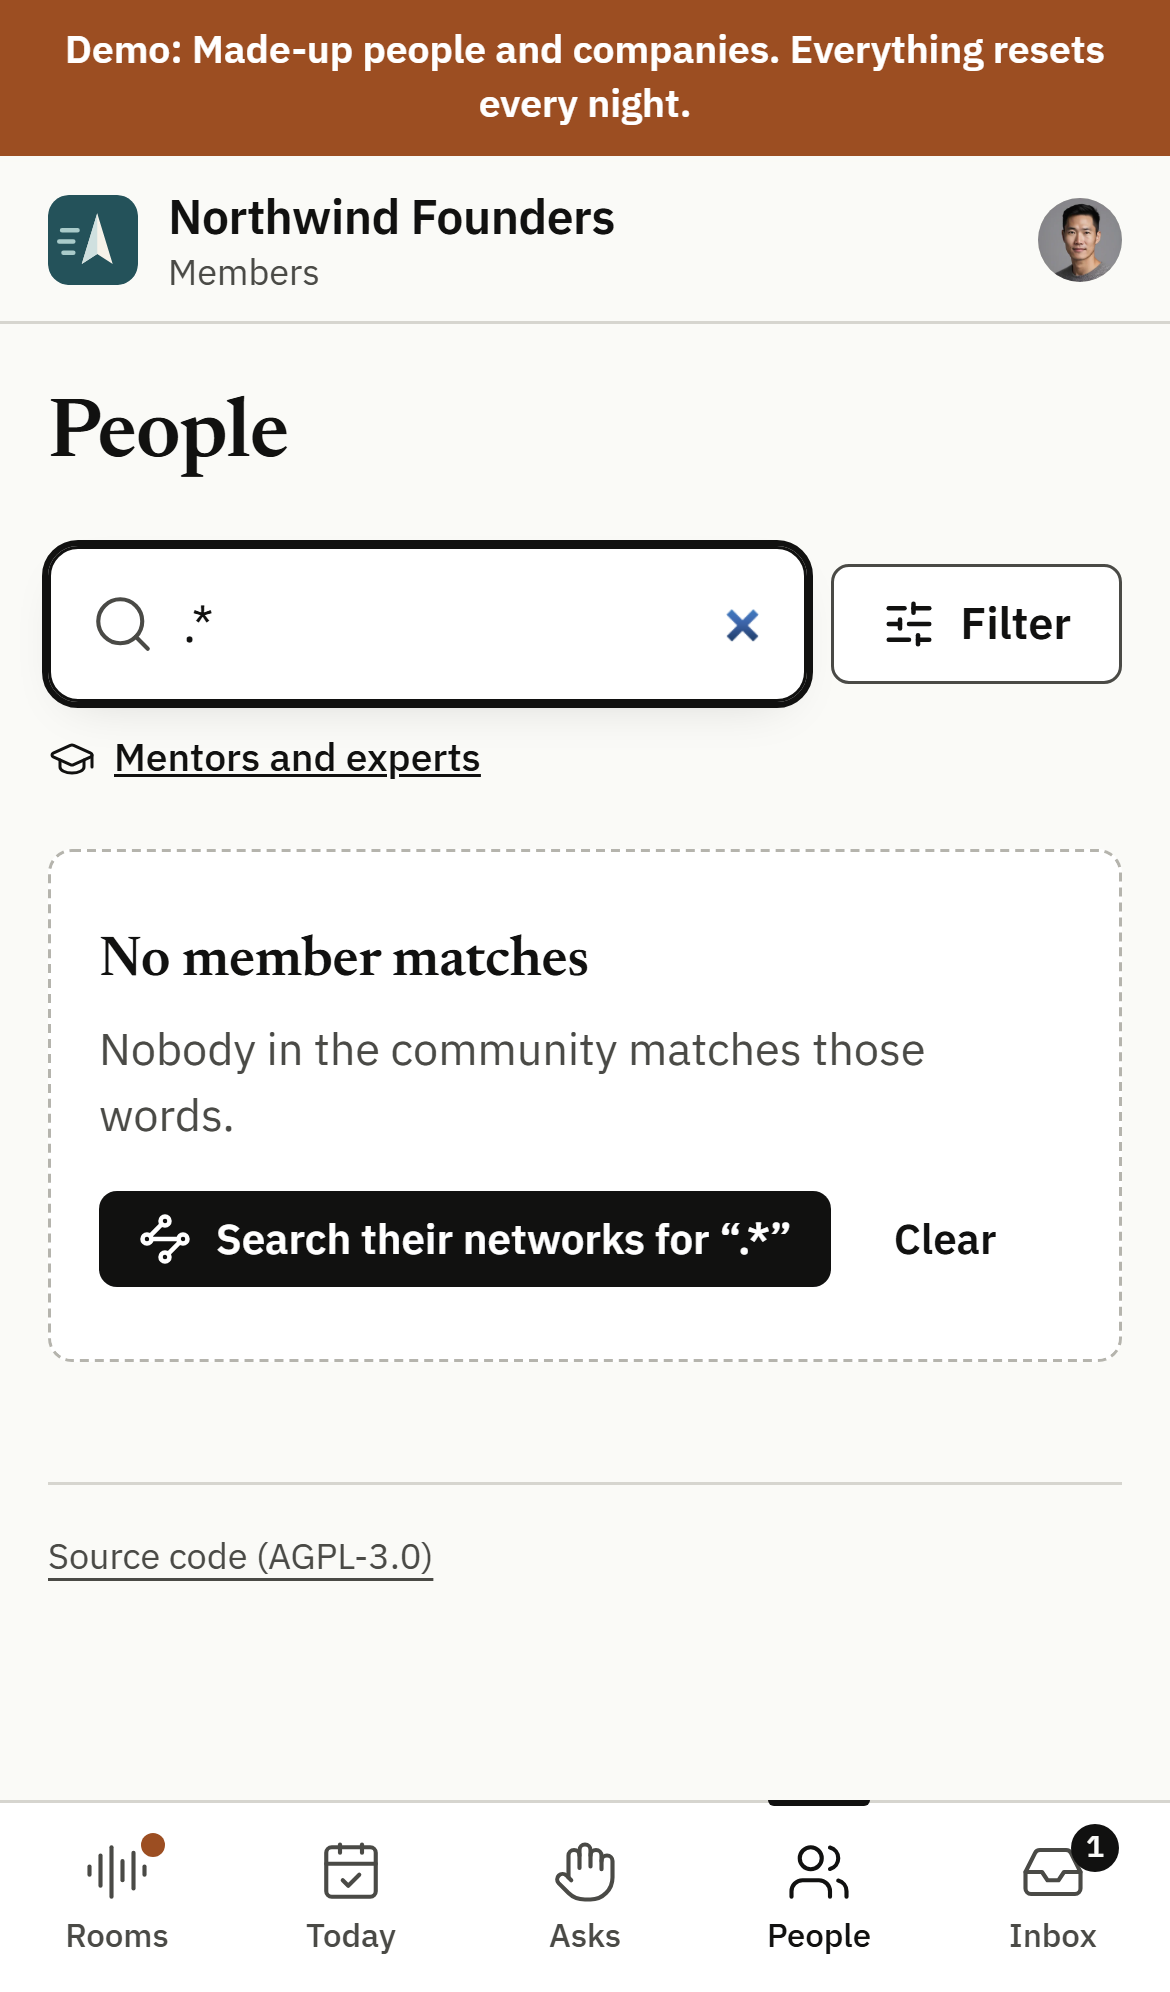 Demo: Made-up people and companies. Everything resets
every night.
Northwind Founders
Members
People
.*
Filter
Mentors and experts
No member matches
Nobody in the community matches those
words.
Search their networks for “.*”
Clear
Source code (AGPL-3.0)
1
Rooms
Today
Asks
People
Inbox